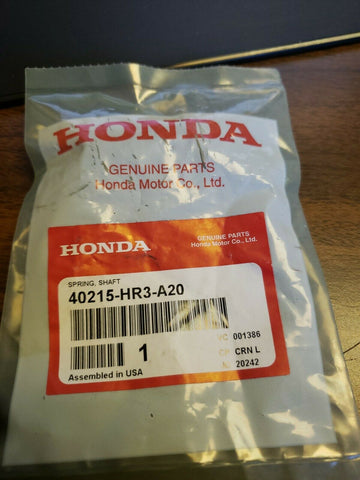 HONDA
GENUINE PARTS
Honda Motor Co., Ltd.
HONDA
GENUINE PARTS
Honda Motor Co., Ltd.
SPRING, SHAFT
40215-HR3-A20
001386
1
CRN L
20242
Assembled in USA